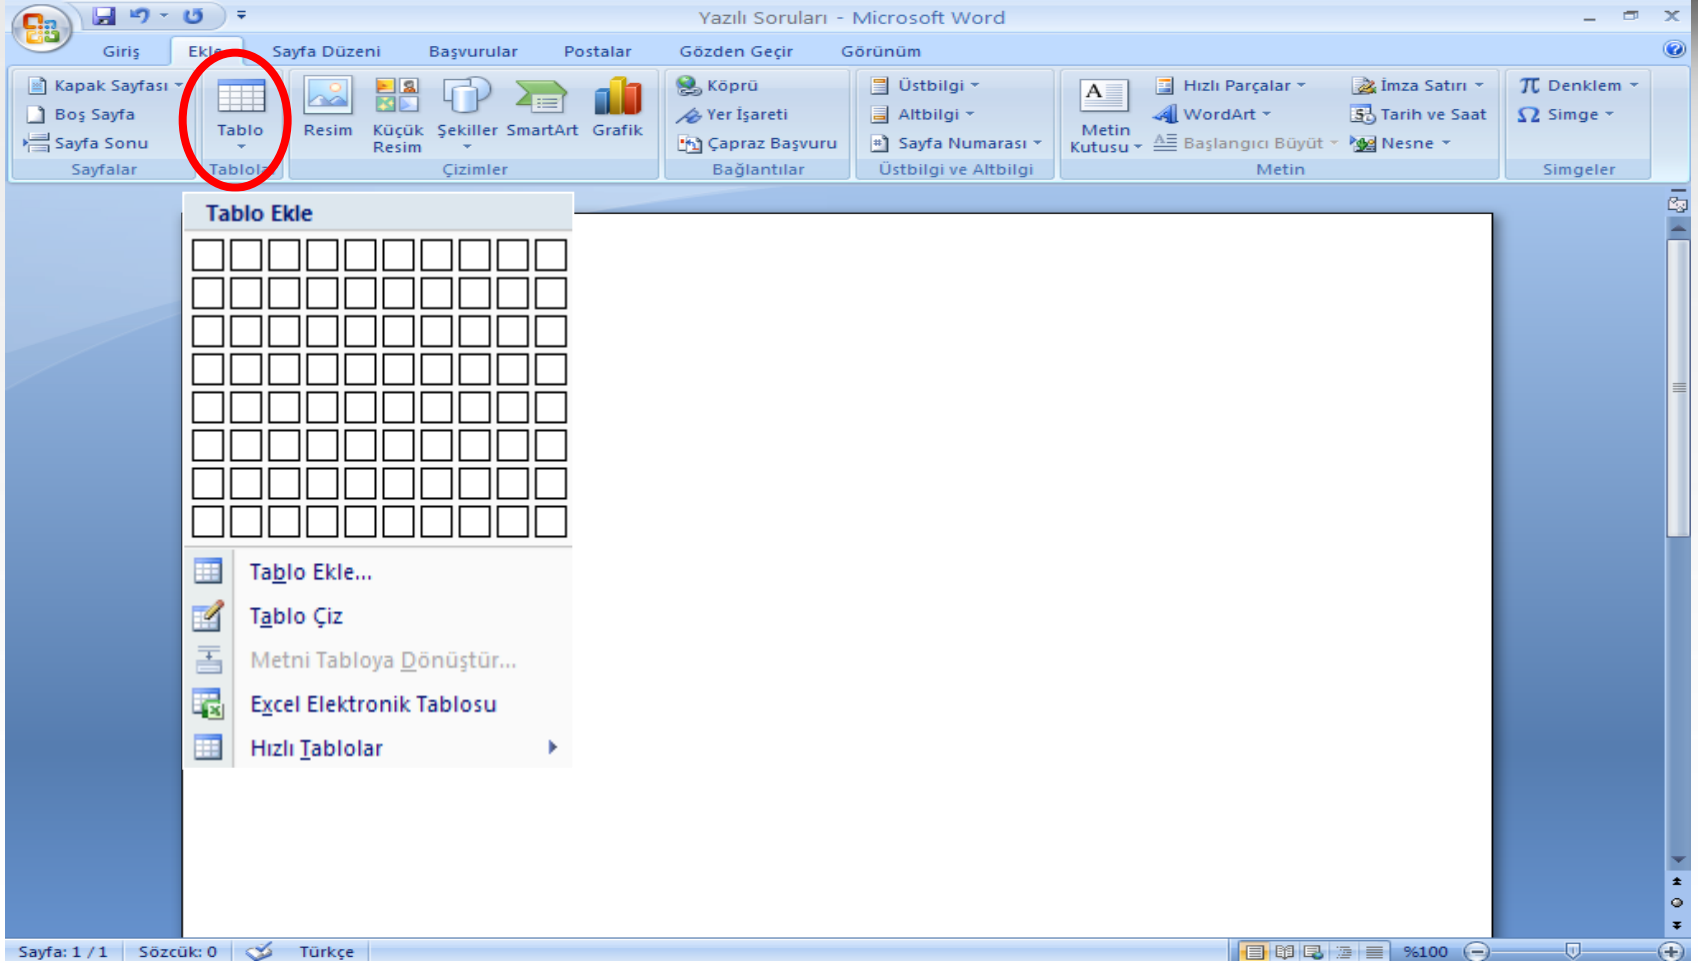 Yazılı Soruları - Microsoft Word
Giriş Ekle Sayfa Düzeni Başvurular Postalar Gözden Geçir Görünüm
Kapak Sayfası
Boş Sayfa
Sayfa Sonu
Sayfalar
Tablo
Tablolar
Resim
Küçük
Resim
Şekiller
SmartArt
Grafik
Çizimler
Köprü
Yer İşareti
Çapraz Başvuru
Bağlantılar
Üstbilgi
Altbilgi
Sayfa Numarası
Üstbilgi ve Altbilgi
A
Metin
Kutusu
Hızlı Parçalar
WordArt
Başlangıcı Büyüt
İmza Satırı
Tarih ve Saat
Nesne
Metin
π Denklem
Ω Simge
Simgeler
Tablo Ekle
Tablo Ekle...
Tablo Çiz
Metni Tabloya Dönüştür...
Excel Elektronik Tablosu
Hızlı Tablolar
Sayfa: 1 / 1 Sözcük: 0 Türkçe %100